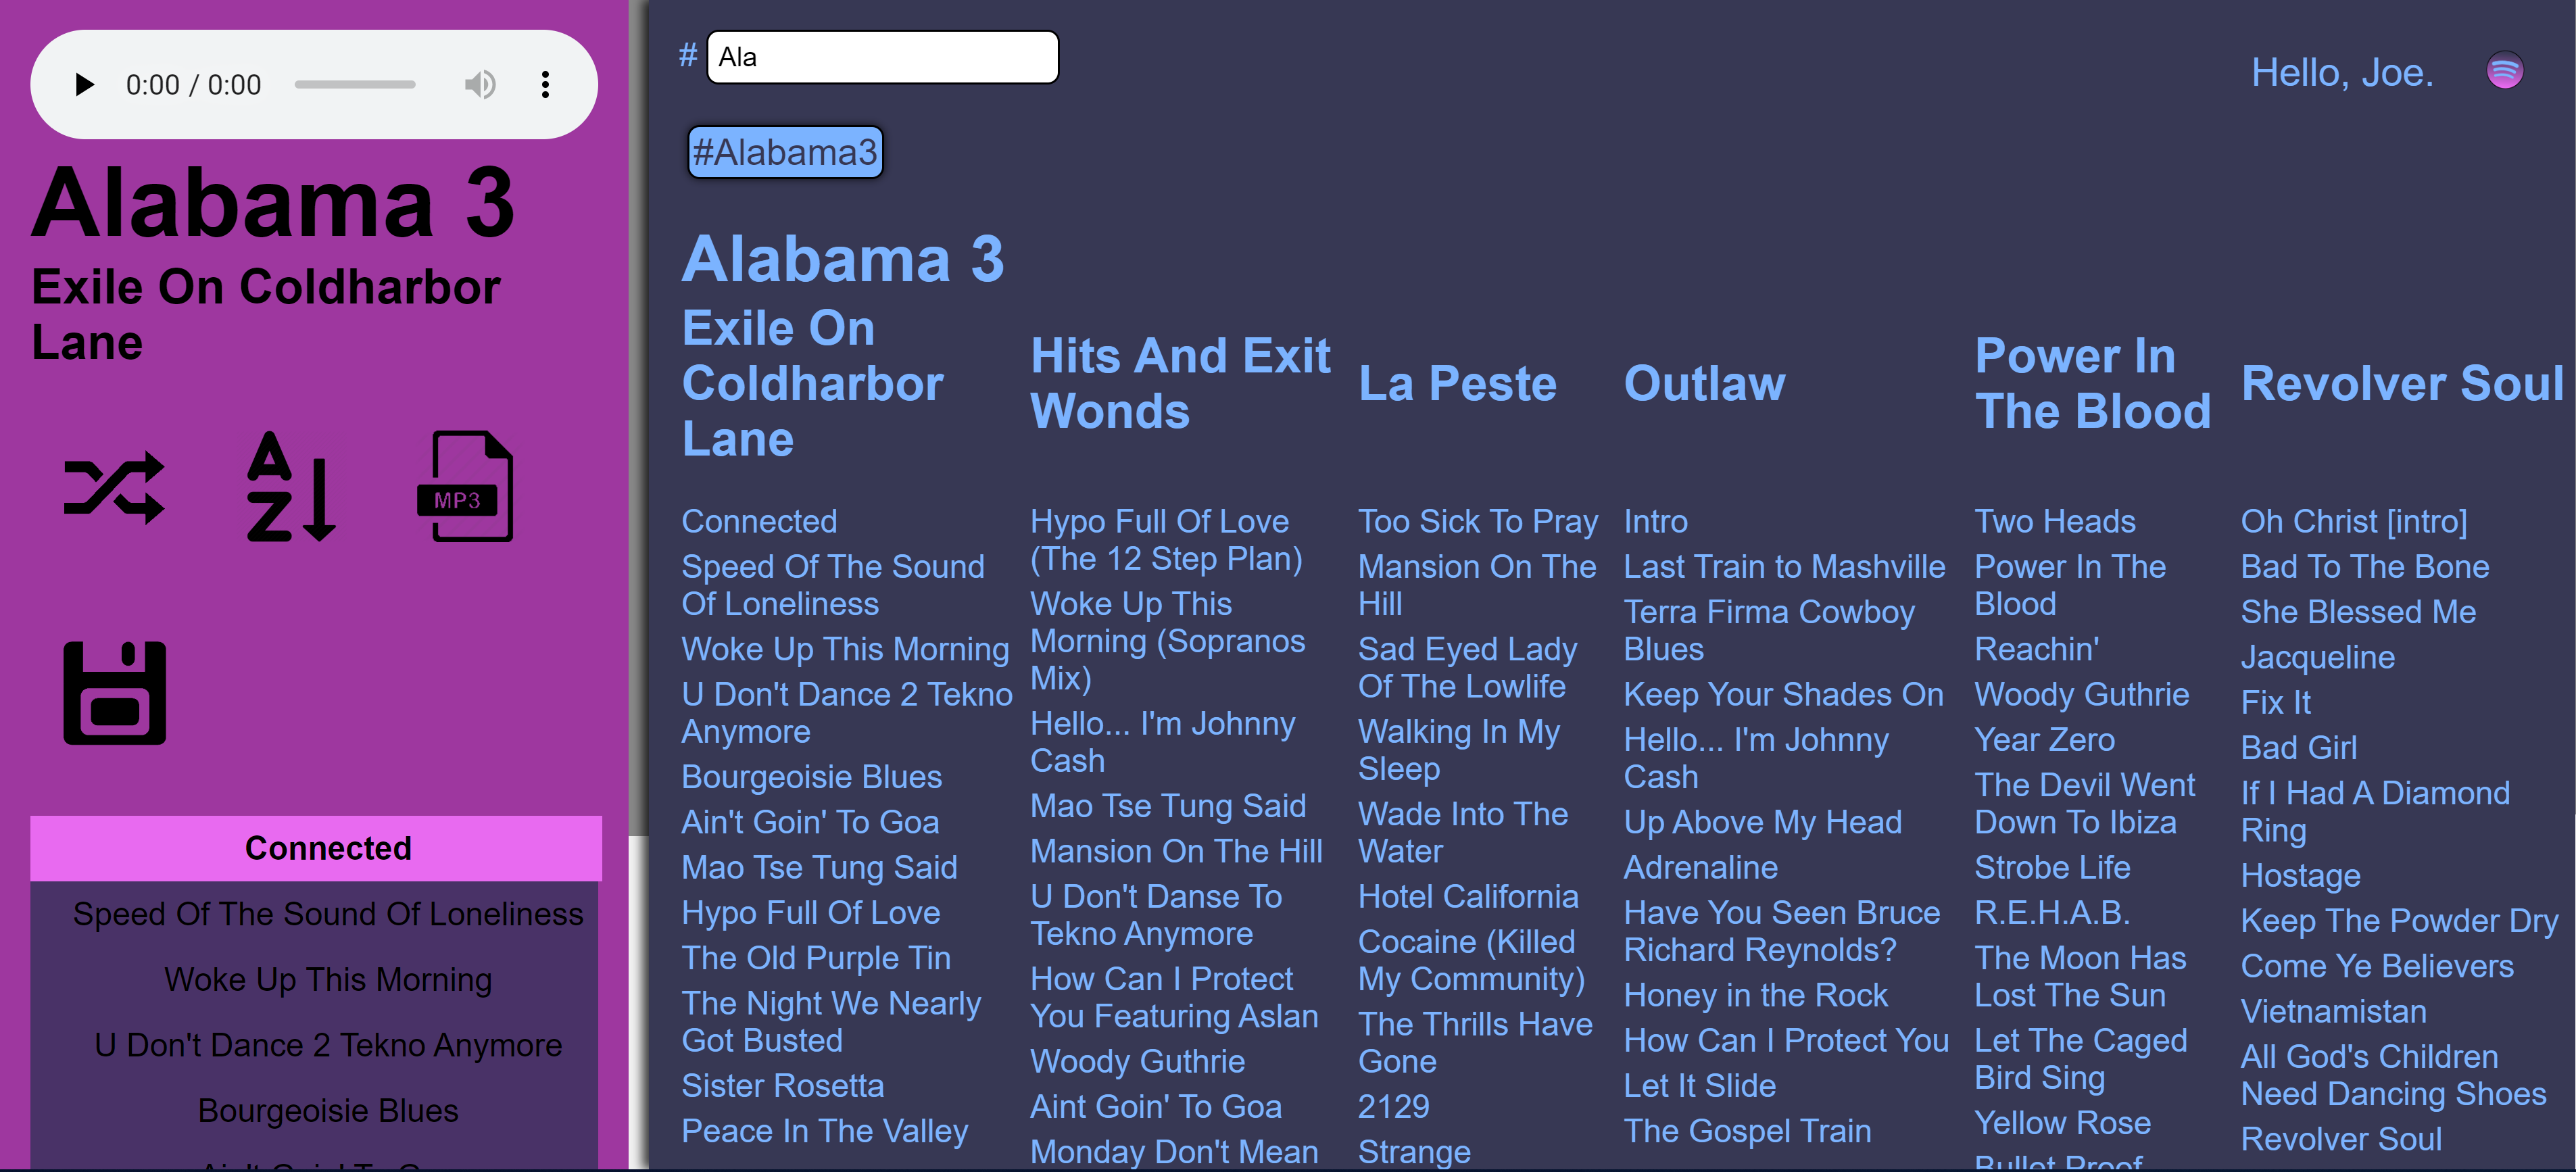 0:00 / 0:00
Alabama 3
Exile On Coldharbor
Lane
A
Z
MP3
Connected
Speed Of The Sound Of Loneliness
Woke Up This Morning
U Don't Dance 2 Tekno Anymore
Bourgeoisie Blues
Ain't Goin' To G
# Ala
Hello, Joe.
#Alabama3
Alabama 3
Exile On
Coldharbor
Lane
Connected
Speed Of The Sound
Of Loneliness
Woke Up This Morning
U Don't Dance 2 Tekno
Anymore
Bourgeoisie Blues
Ain't Goin' To Goa
Mao Tse Tung Said
Hypo Full Of Love
The Old Purple Tin
The Night We Nearly
Got Busted
Sister Rosetta
Peace In The Valley
Hits And Exit
Wonds
Hypo Full Of Love
(The 12 Step Plan)
Woke Up This
Morning (Sopranos
Mix)
Hello... I'm Johnny
Cash
Mao Tse Tung Said
Mansion On The Hill
U Don't Danse To
Tekno Anymore
How Can I Protect
You Featuring Aslan
Woody Guthrie
Aint Goin' To Goa
Monday Don't Mean
La Peste
Too Sick To Pray
Mansion On The
Hill
Sad Eyed Lady
Of The Lowlife
Walking In My
Sleep
Wade Into The
Water
Hotel California
Cocaine (Killed
My Community)
The Thrills Have
Gone
2129
Strange
Outlaw
Intro
Last Train to Mashville
Terra Firma Cowboy
Blues
Keep Your Shades On
Hello... I'm Johnny
Cash
Up Above My Head
Adrenaline
Have You Seen Bruce
Richard Reynolds?
Honey in the Rock
How Can I Protect You
Let It Slide
The Gospel Train
Power In
The Blood
Two Heads
Power In The
Blood
Reachin'
Woody Guthrie
Year Zero
The Devil Went
Down To Ibiza
Strobe Life
R.E.H.A.B.
The Moon Has
Lost The Sun
Let The Caged
Bird Sing
Yellow Rose
Bullet Proof
Revolver Soul
Oh Christ [intro]
Bad To The Bone
She Blessed Me
Jacqueline
Fix It
Bad Girl
If I Had A Diamond
Ring
Hostage
Keep The Powder Dry
Come Ye Believers
Vietnamistan
All God's Children
Need Dancing Shoes
Revolver Soul